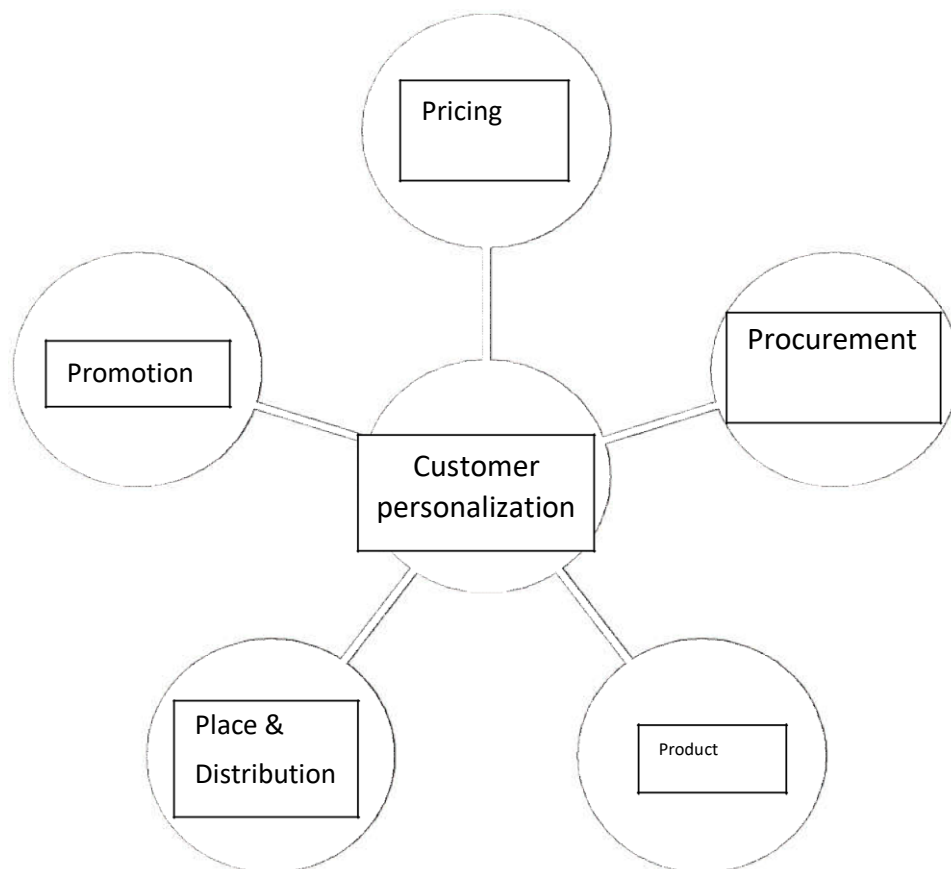 Pricing
Procurement
Promotion
Customer
personalization
Place &
Distribution
Product